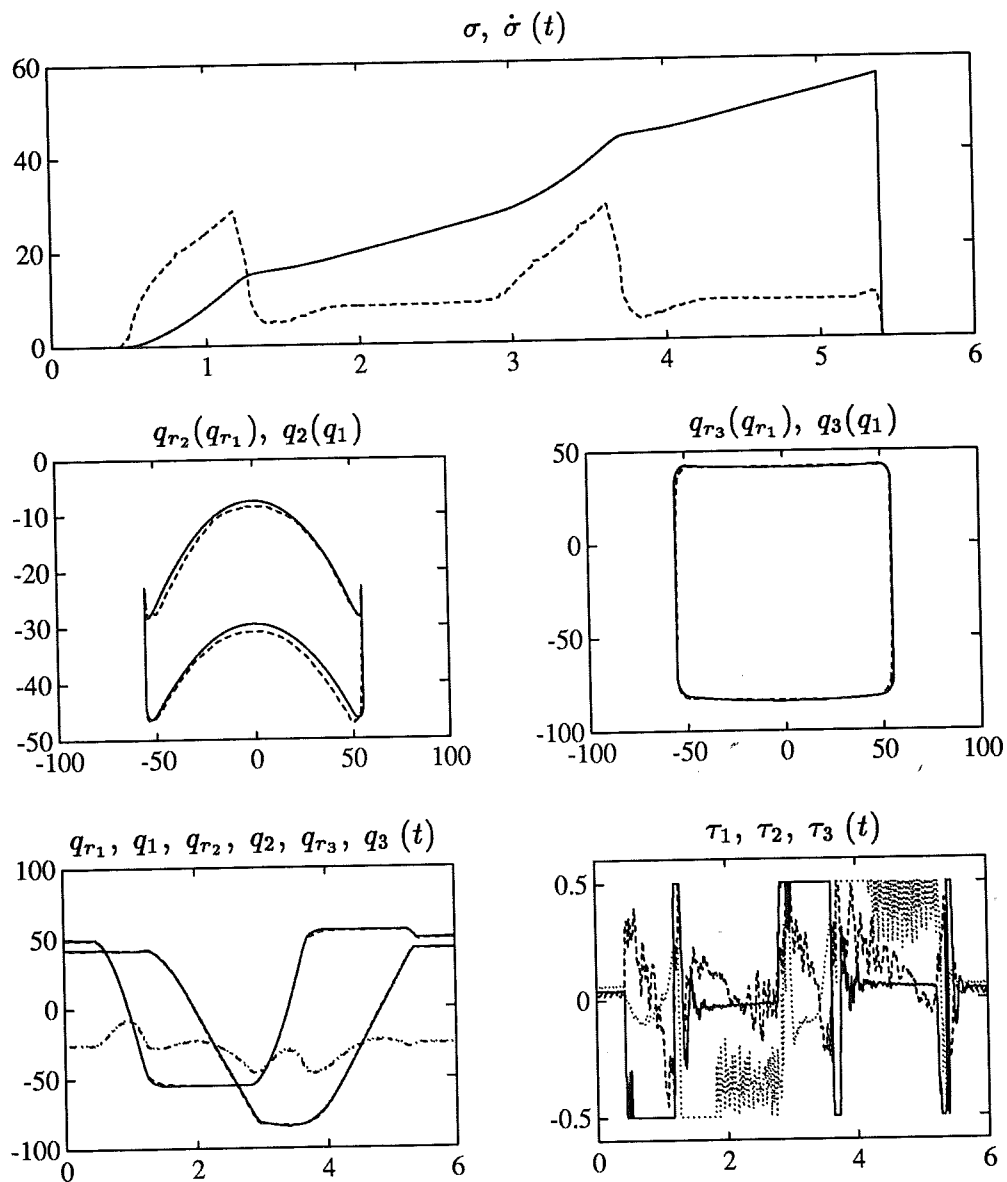 σ, σ̇ (t)
60
40
20
0
0 1 2 3 4 5 6
q_{r_2}(q_{r_1}), q_2(q_1)
0
-10
-20
-30
-40
-50
-100 -50 0 50 100
q_{r_3}(q_{r_1}), q_3(q_1)
50
0
-50
-100
-100 -50 0 50 100
q_{r_1}, q_1, q_{r_2}, q_2, q_{r_3}, q_3 (t)
100
50
0
-50
-100
0 2 4 6
τ_1, τ_2, τ_3 (t)
0.5
0
-0.5
0 2 4 6